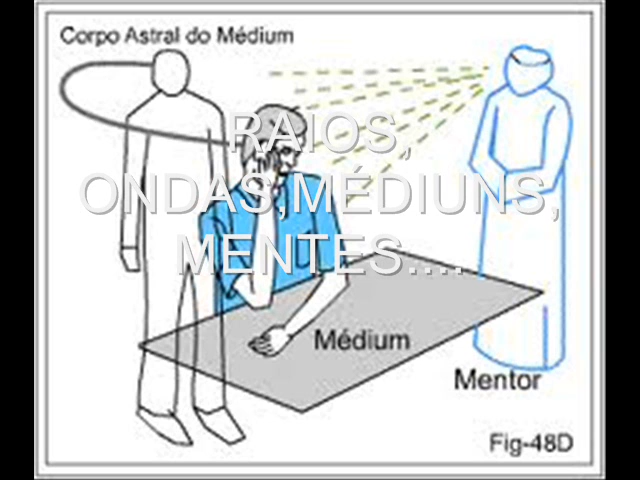 Corpo Astral do Médium
RAIOS,
ONDAS,MÉDIUNS,
MENTES....
Médium
Mentor
Fig-48D